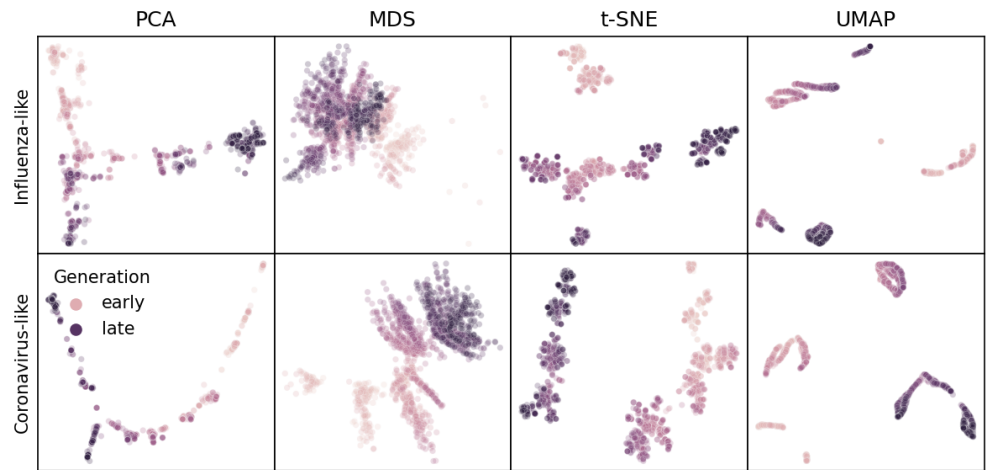 PCA MDS t-SNE UMAP
Influenza-like
Coronavirus-like
Generation
early
late